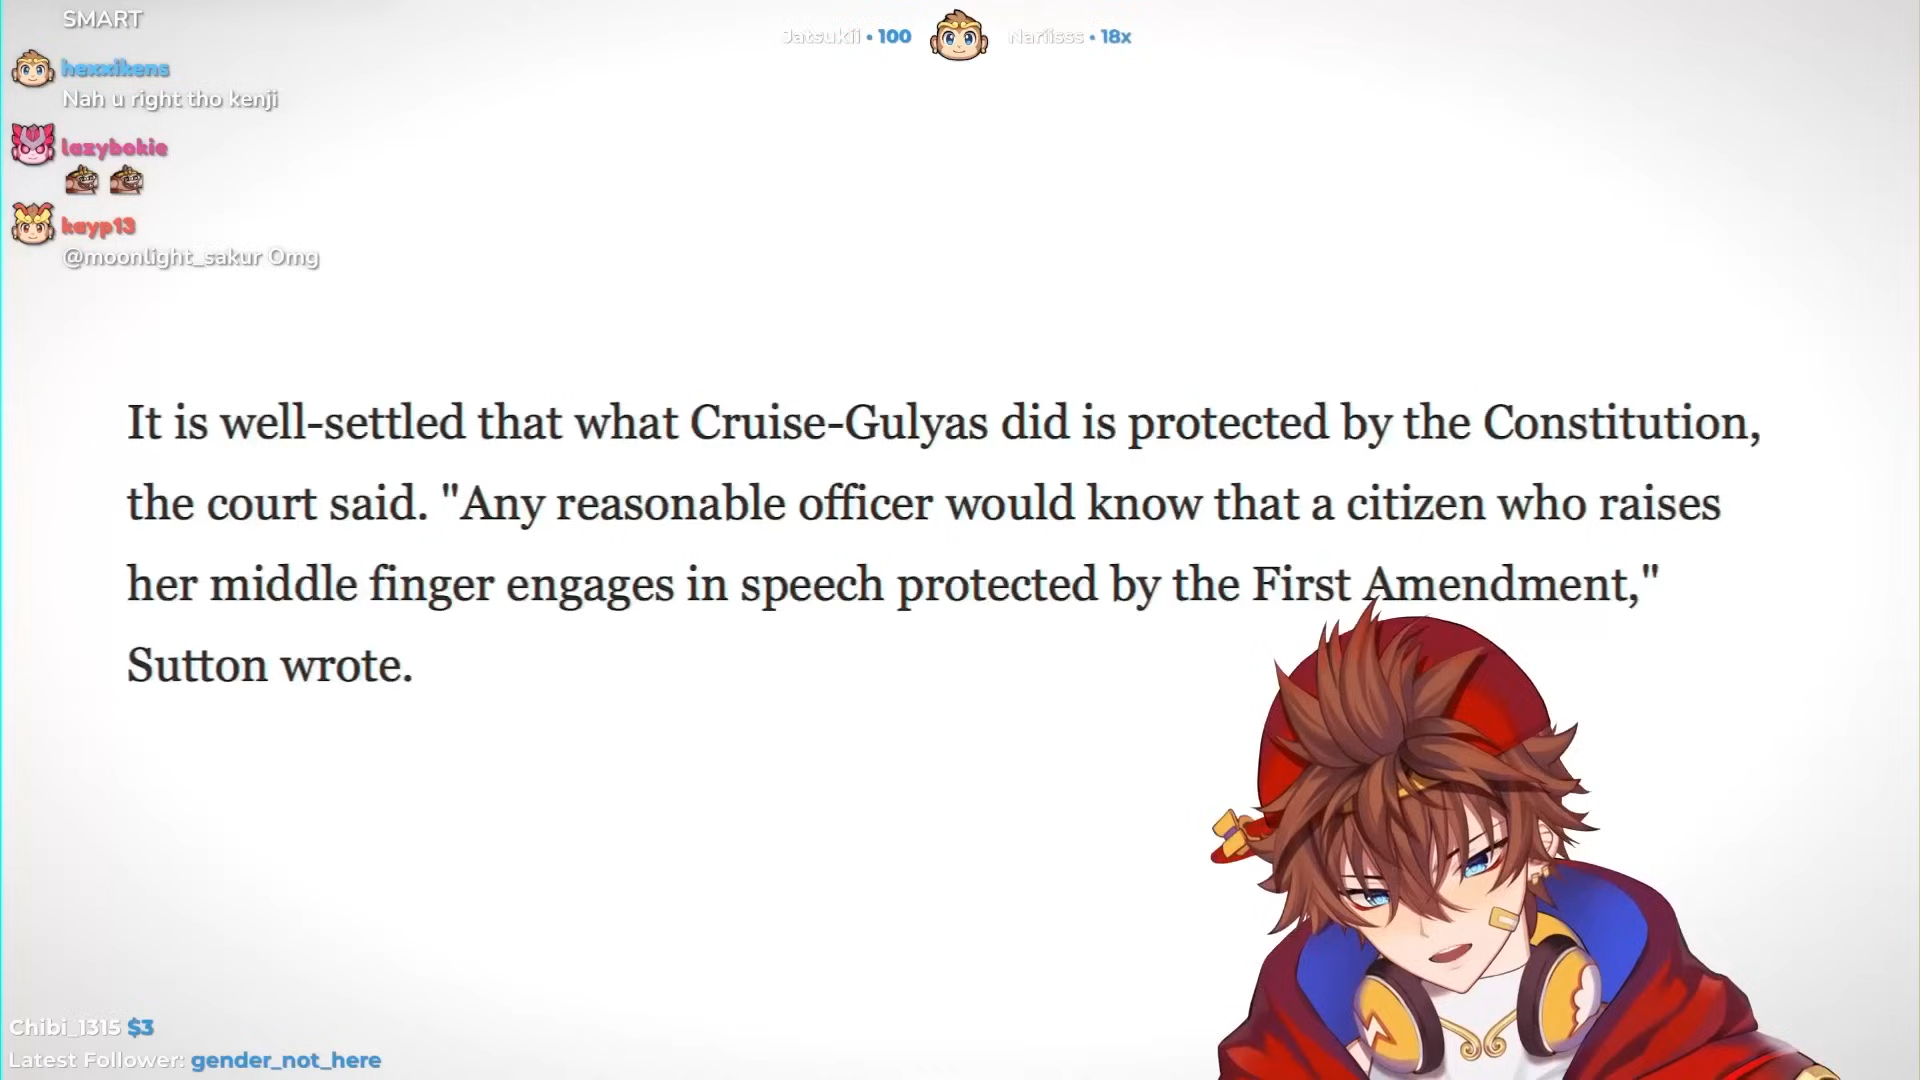 SMART
Jatsukii • 100
Nariisss • 18x
hexxikens
Nah u right tho kenji
lazybokie
kayp13
@moonlight_sakur Omg
It is well-settled that what Cruise-Gulyas did is protected by the Constitution,
the court said. "Any reasonable officer would know that a citizen who raises
her middle finger engages in speech protected by the First Amendment,"
Sutton wrote.
Chibi_1315 $3
Latest Follower: gender_not_here